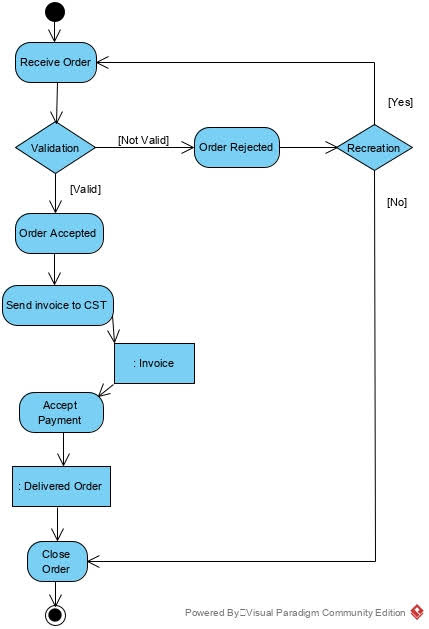 Receive Order
[Yes]
Validation
[Not Valid]
Order Rejected
Recreation
[Valid]
[No]
Order Accepted
Send invoice to CST
: Invoice
Accept
Payment
: Delivered Order
Close
Order
Powered By Visual Paradigm Community Edition